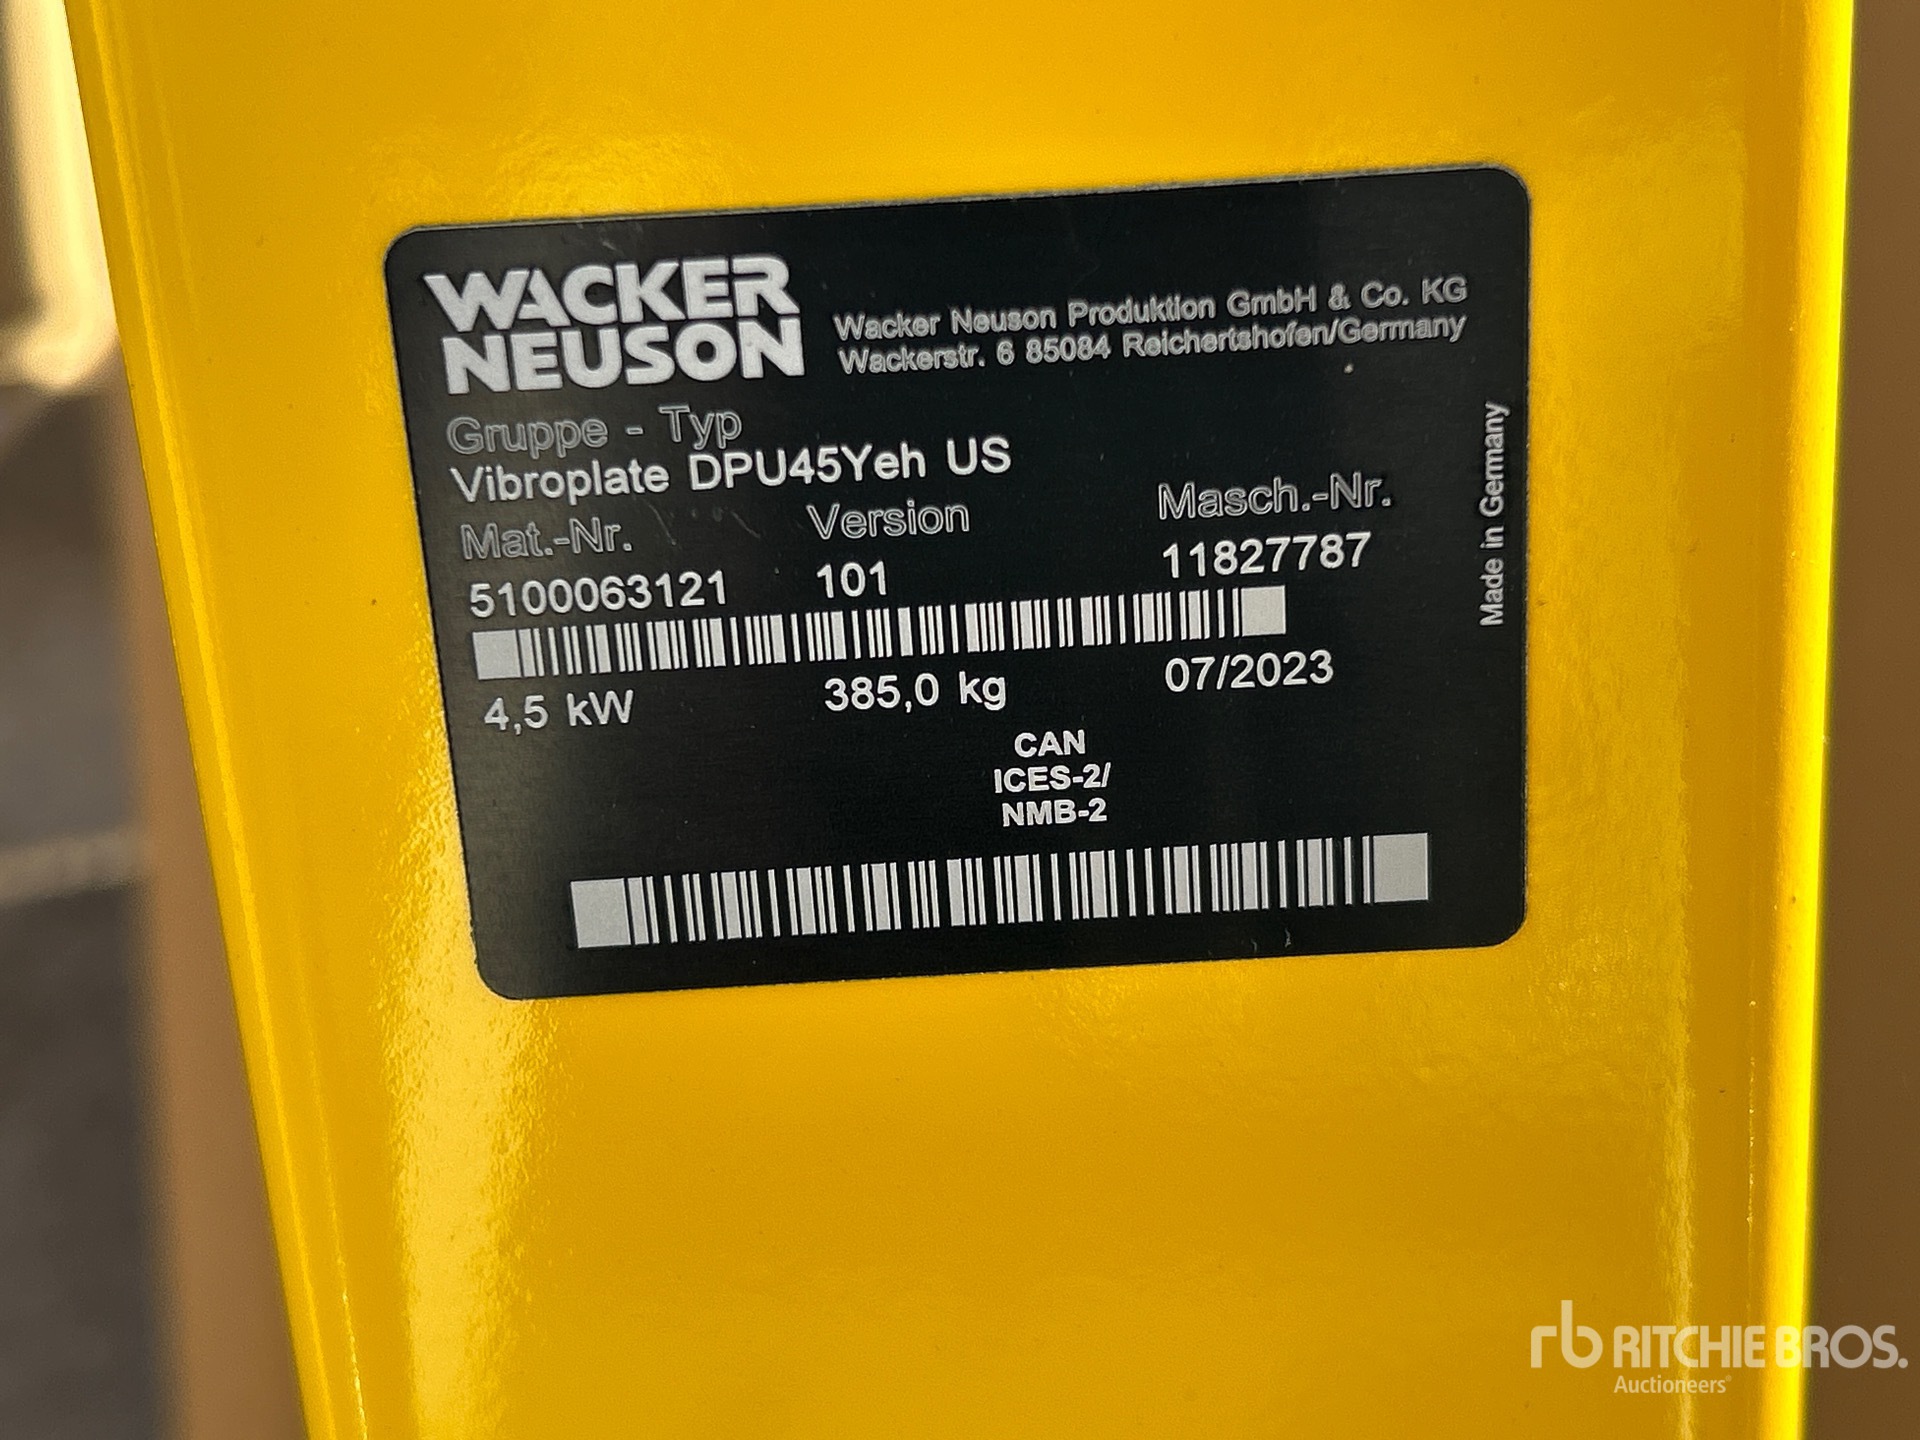 WACKER
NEUSON
Wacker Neuson Produktion GmbH & Co. KG
Wackerstr. 6 85084 Reichertshofen/Germany
Gruppe - Typ
Vibroplate DPU45Yeh US
Mat.-Nr. Version Masch.-Nr.
5100063121 101 11827787
4,5 kW 385,0 kg 07/2023
CAN
ICES-2/
NMB-2
Made in Germany
rb RITCHIE BROS.
Auctioneers®